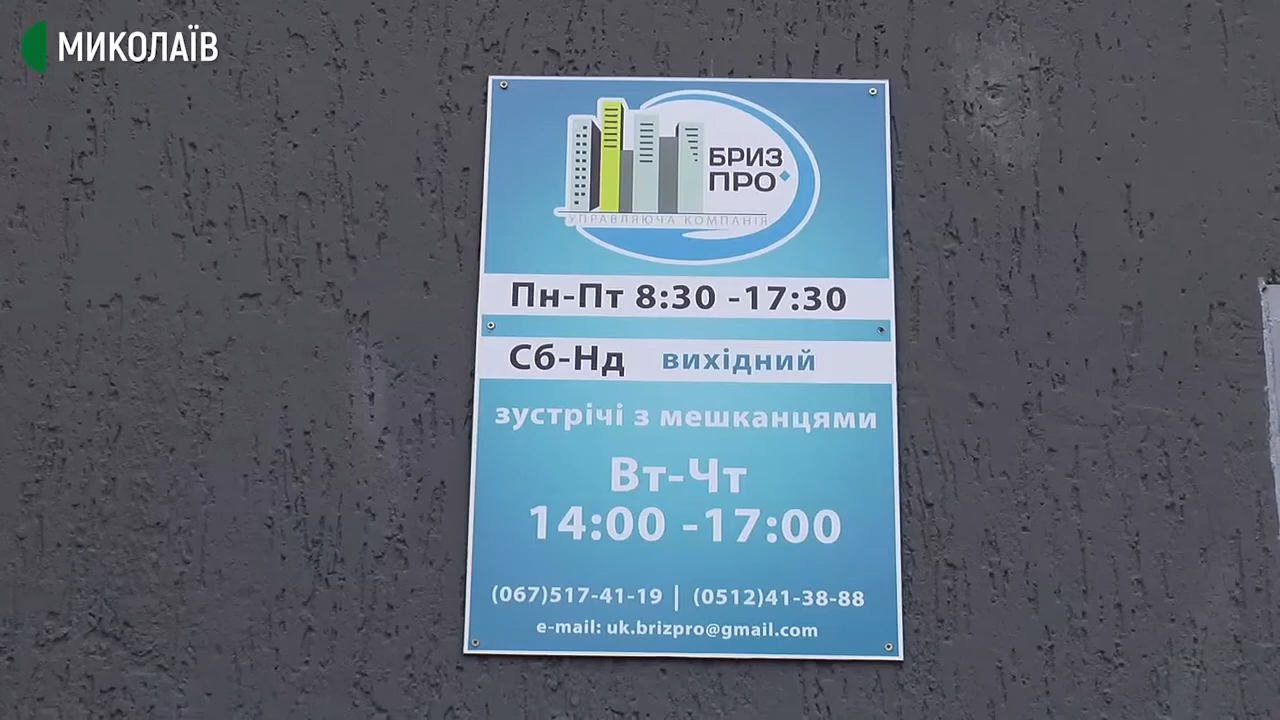 МИКОЛАЇВ
БРИЗ
ПРО
УПРАВЛЯЮЧА КОМПАНІЯ
Пн-Пт 8:30 -17:30
Сб-Нд вихідний
зустрічі з мешканцями
Вт-Чт
14:00 -17:00
(067)517-41-19 | (0512)41-38-88
e-mail: uk.brizpro@gmail.com